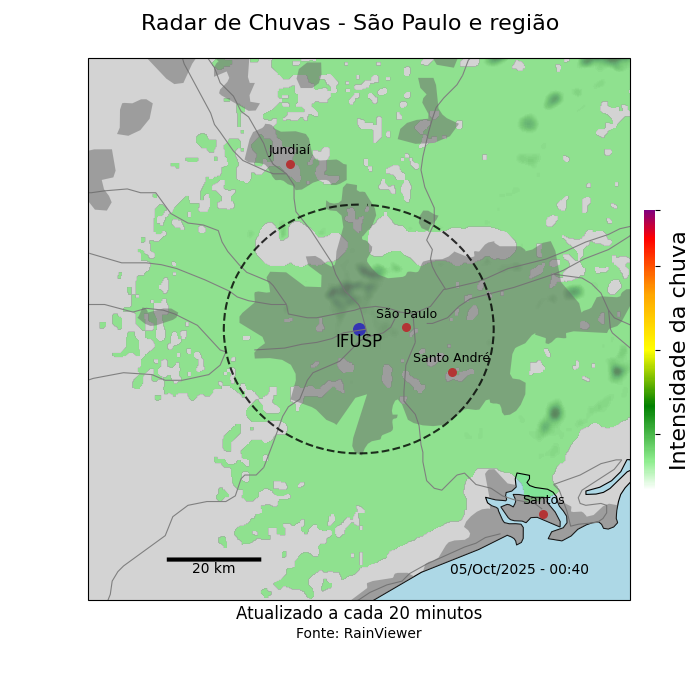 Radar de Chuvas - São Paulo e região
Jundiaí
São Paulo
IFUSP
Santo André
Santos
20 km
05/Oct/2025 - 00:40
Intensidade da chuva
Atualizado a cada 20 minutos
Fonte: RainViewer